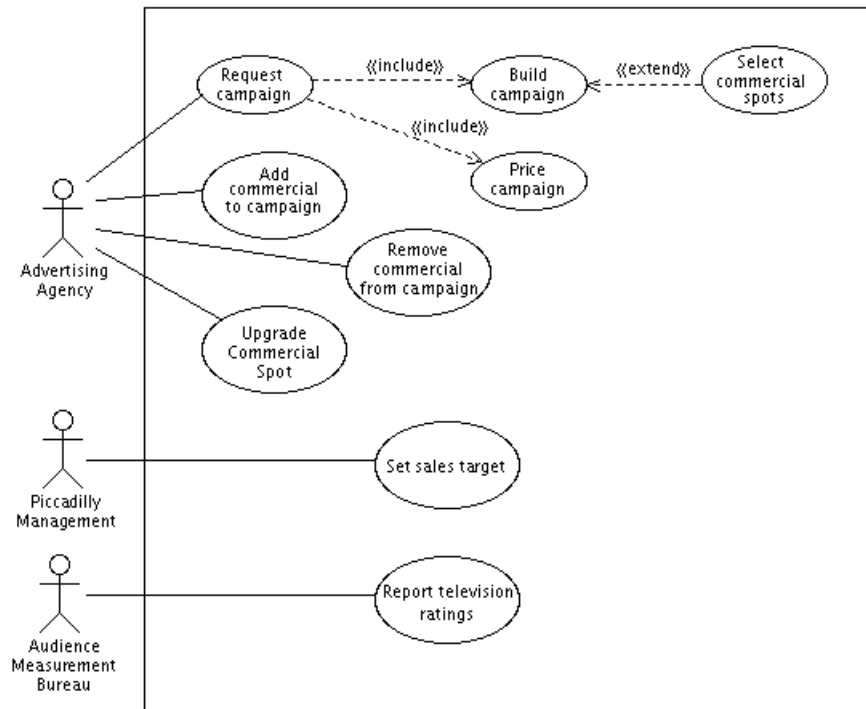 Request
campaign
«include»
Build
campaign
«extend»
Select
commercial
spots
«include»
Price
campaign
Add
commercial
to campaign
Advertising
Agency
Remove
commercial
from campaign
Upgrade
Commercial
Spot
Piccadilly
Management
Set sales target
Audience
Measurement
Bureau
Report television
ratings